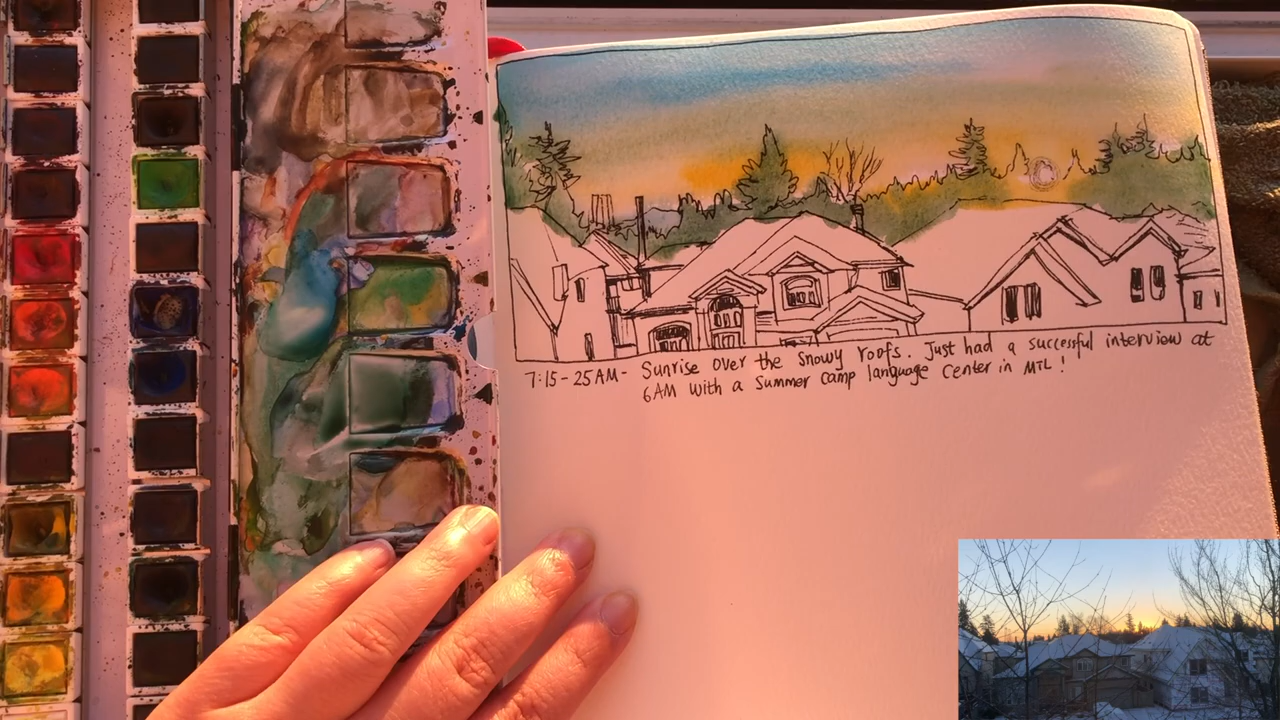 7:15-25AM- Sunrise over the snowy roofs. Just had a successful interview at
6AM with a summer camp language center in MTL!